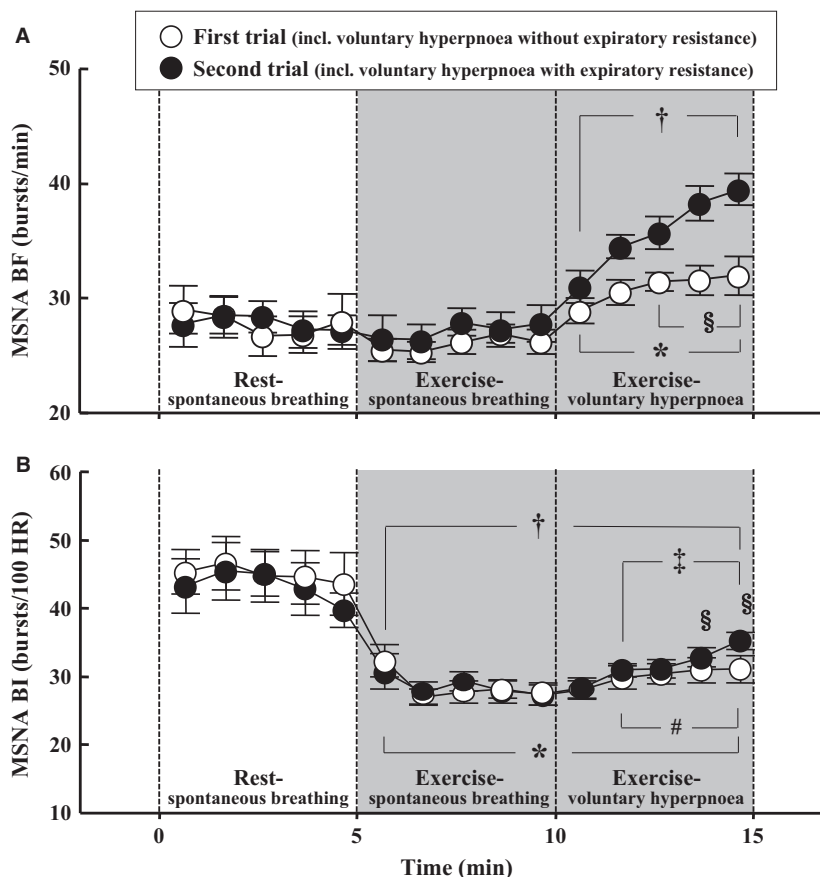 A
First trial (incl. voluntary hyperpnoea without expiratory resistance)
Second trial (incl. voluntary hyperpnoea with expiratory resistance)
MSNA BF (bursts/min)
50
40
30
20
†
§
*
Rest-
spontaneous breathing
Exercise-
spontaneous breathing
Exercise-
voluntary hyperpnoea
B
MSNA BI (bursts/100 HR)
60
50
40
30
20
10
†
‡
§
§
#
*
Rest-
spontaneous breathing
Exercise-
spontaneous breathing
Exercise-
voluntary hyperpnoea
0 5 10 15
Time (min)